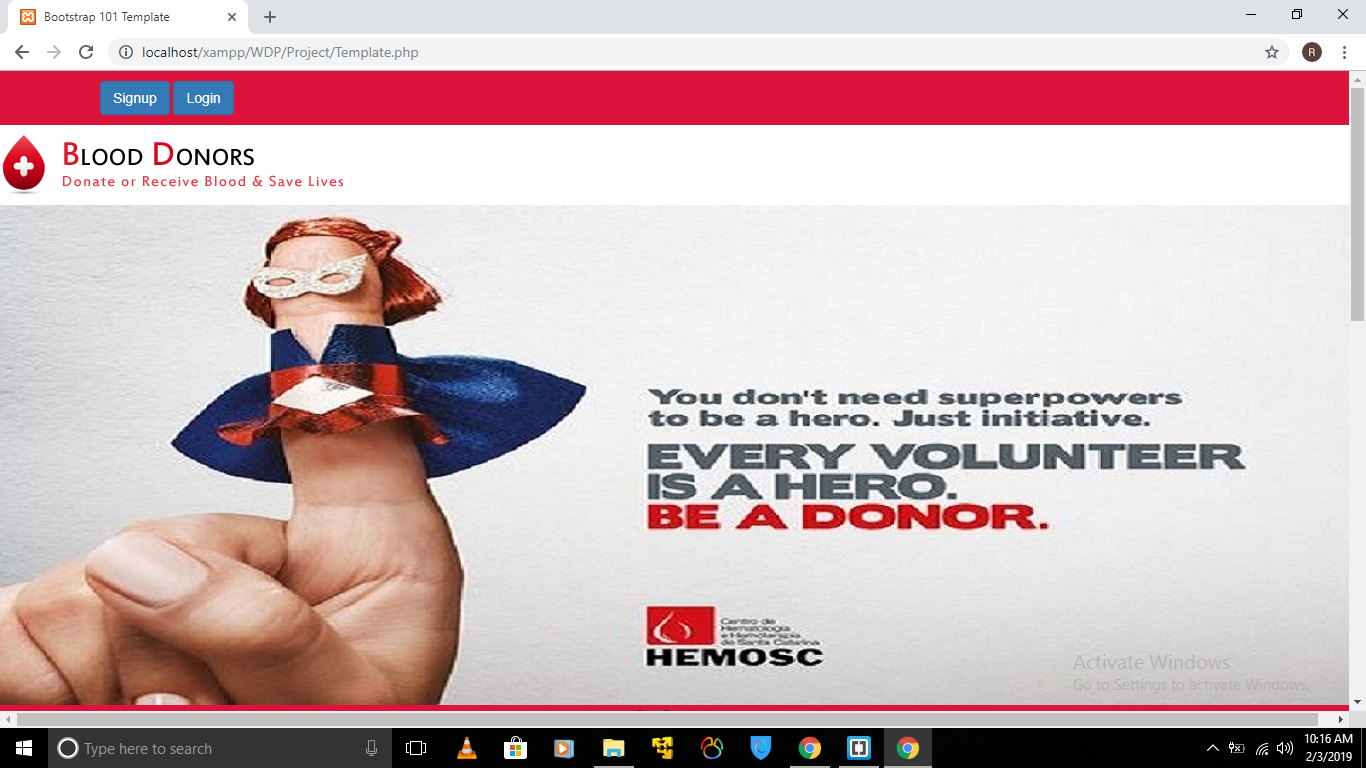 Bootstrap 101 Template
localhost/xampp/WDP/Project/Template.php
R
Signup Login
Blood Donors
Donate or Receive Blood & Save Lives
You don't need superpowers
to be a hero. Just initiative.
EVERY VOLUNTEER
IS A HERO.
BE A DONOR.
Centro de
Hematologia
e Hemoterapia
de Santa Catarina
HEMOSC
Activate Windows
Go to Settings to activate Windows.
Type here to search
10:16 AM
2/3/2019